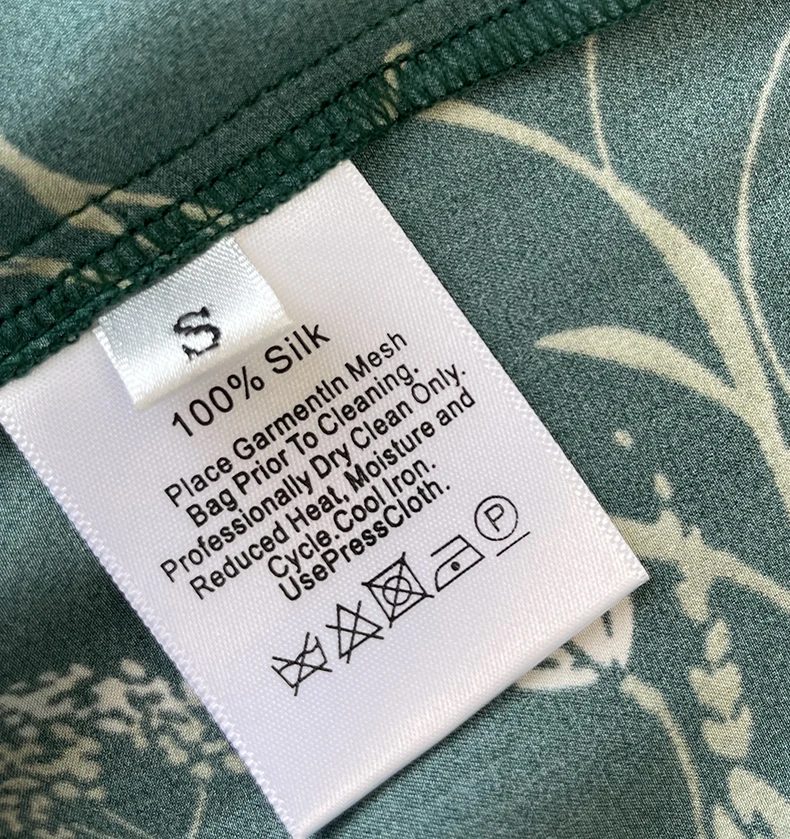 S
100% Silk
Place GarmentIn Mesh
Bag Prior To Cleaning.
Professionally Dry Clean Only.
Reduced Heat, Moisture and
Cycle.Cool Iron.
UsePressCloth.
P